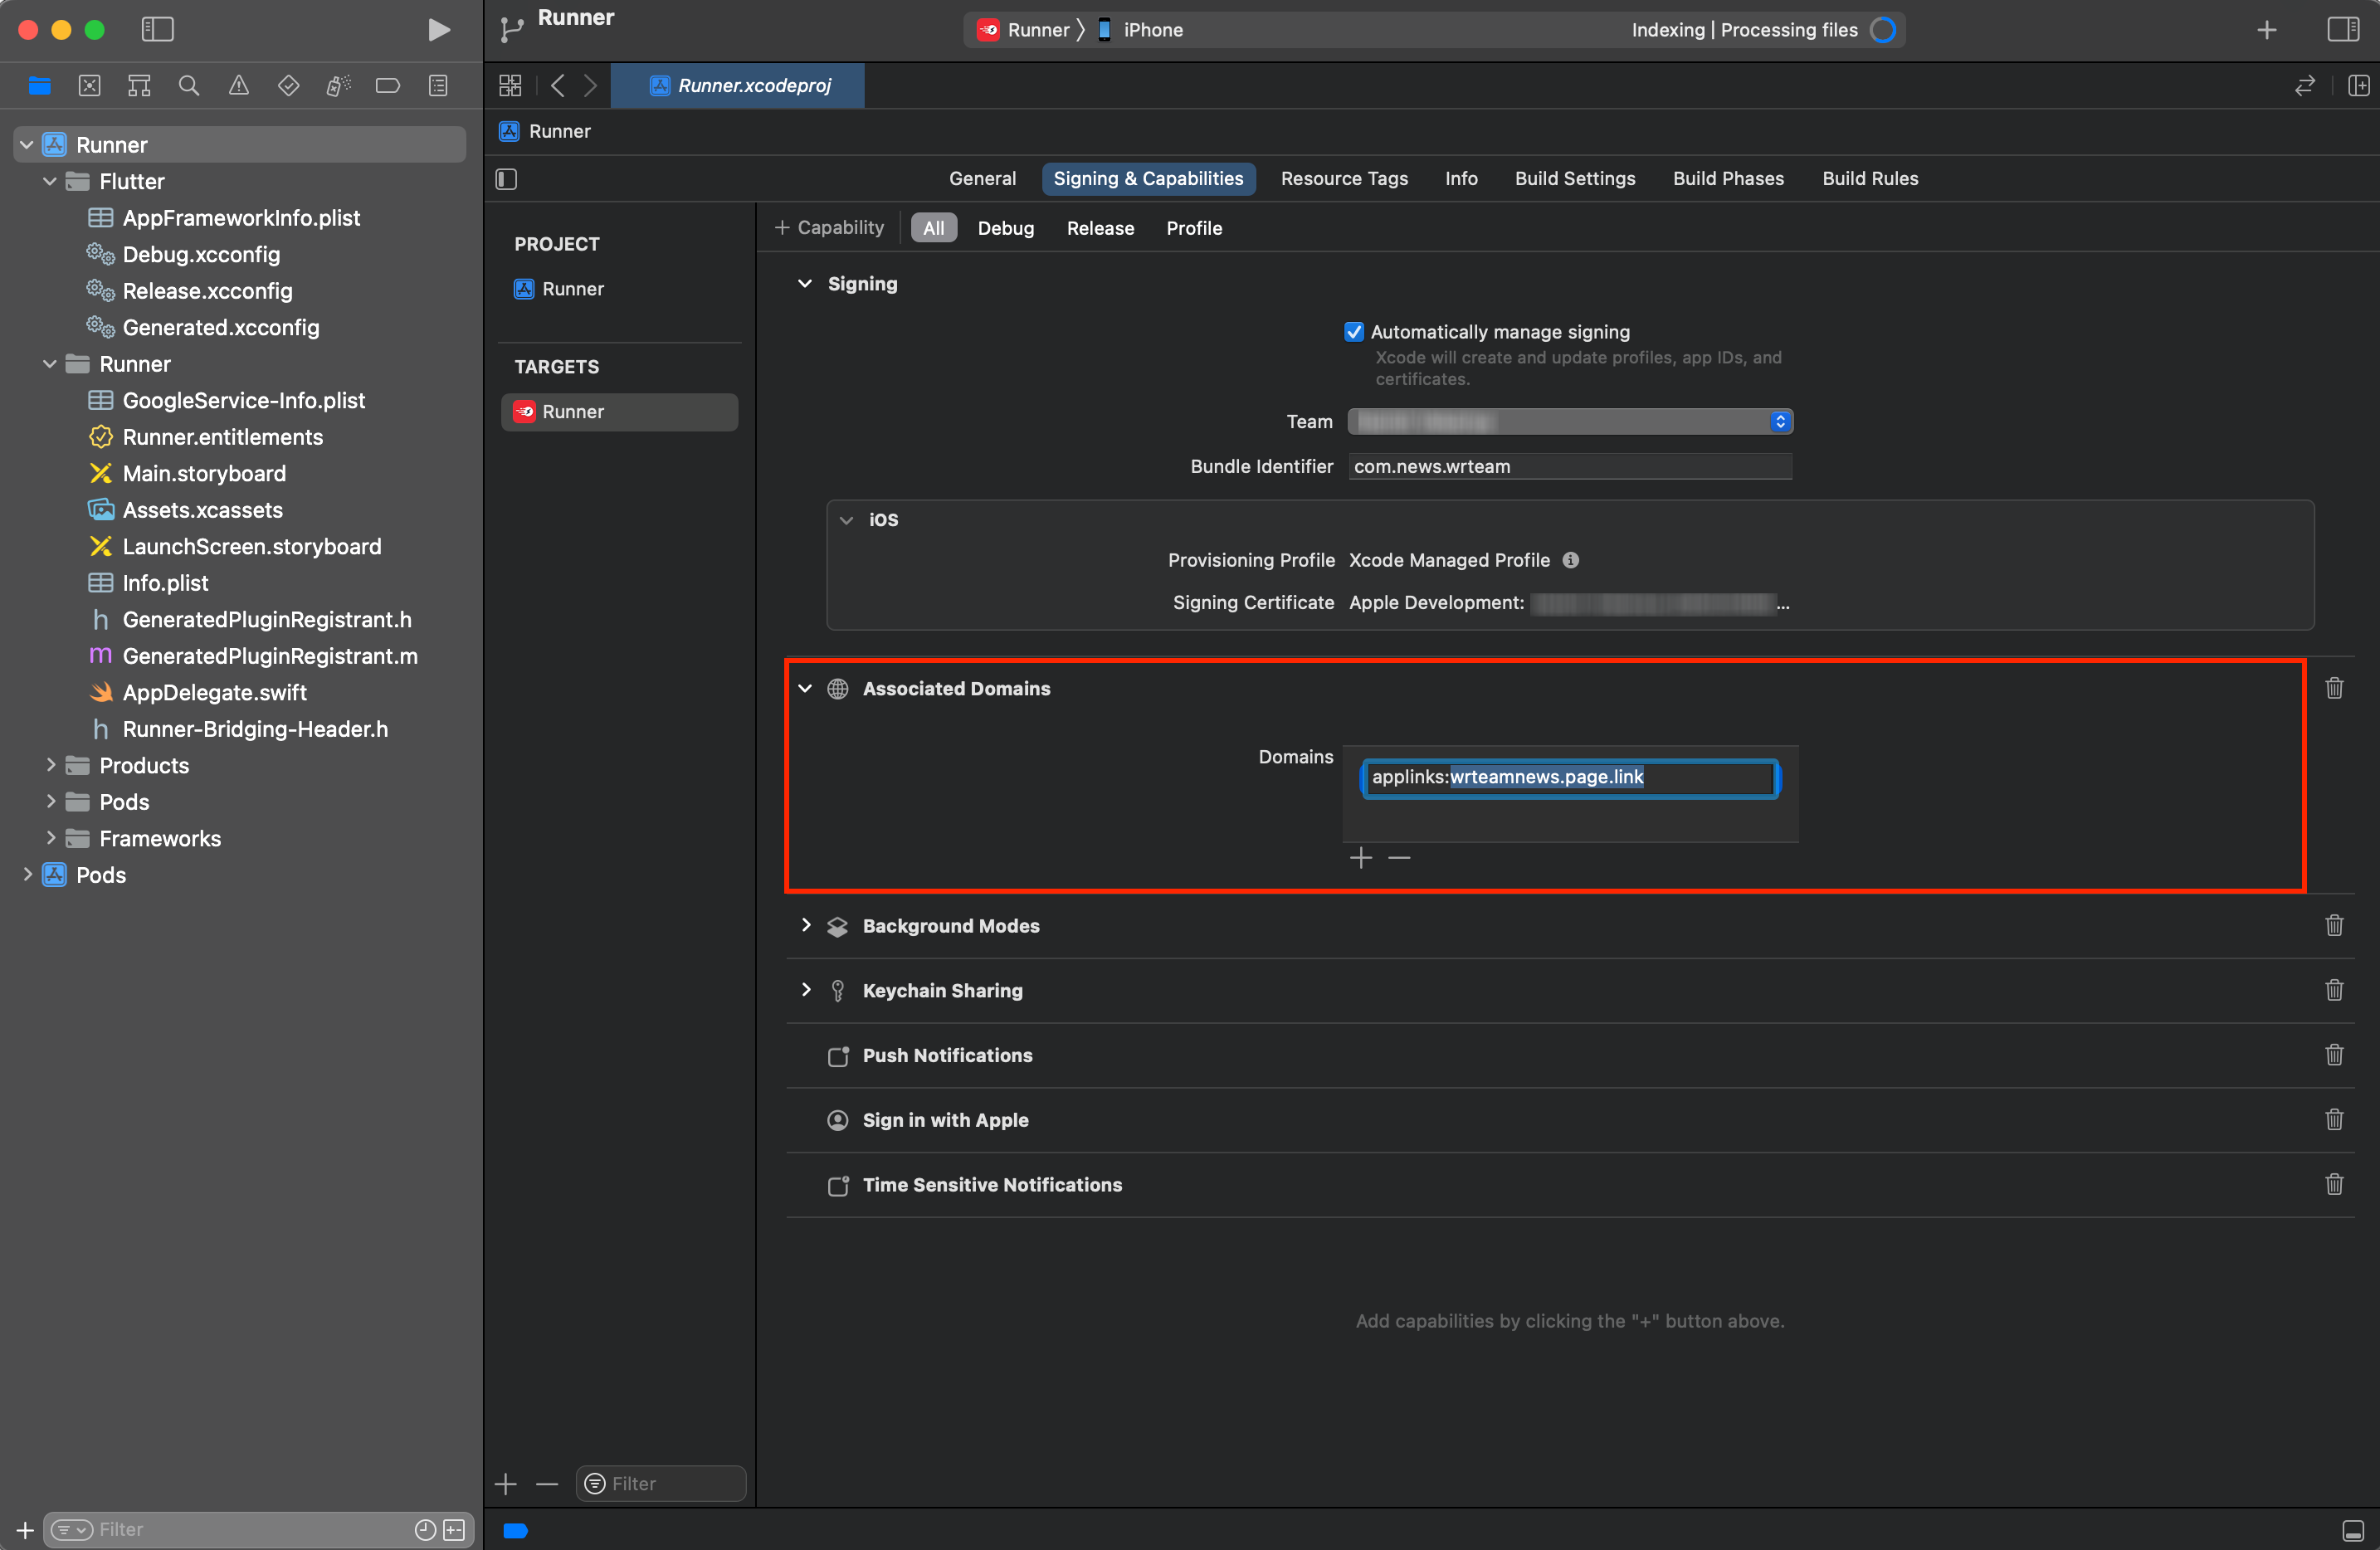 Runner
Runner
iPhone
Indexing | Processing files
Runner.xcodeproj
Runner
Runner
Flutter
AppFrameworkInfo.plist
Debug.xcconfig
Release.xcconfig
Generated.xcconfig
Runner
GoogleService-Info.plist
Runner.entitlements
Main.storyboard
Assets.xcassets
LaunchScreen.storyboard
Info.plist
h GeneratedPluginRegistrant.h
m GeneratedPluginRegistrant.m
AppDelegate.swift
h Runner-Bridging-Header.h
Products
Pods
Frameworks
Pods
Filter
General Signing & Capabilities Resource Tags Info Build Settings Build Phases Build Rules
PROJECT
Runner
TARGETS
Runner
Filter
+ Capability All Debug Release Profile
Signing
Automatically manage signing
Xcode will create and update profiles, app IDs, and
certificates.
Team
Bundle Identifier com.news.wrteam
iOS
Provisioning Profile Xcode Managed Profile
Signing Certificate Apple Development: ...
Associated Domains
Domains
applinks:wrteamnews.page.link
Background Modes
Keychain Sharing
Push Notifications
Sign in with Apple
Time Sensitive Notifications
Add capabilities by clicking the "+" button above.